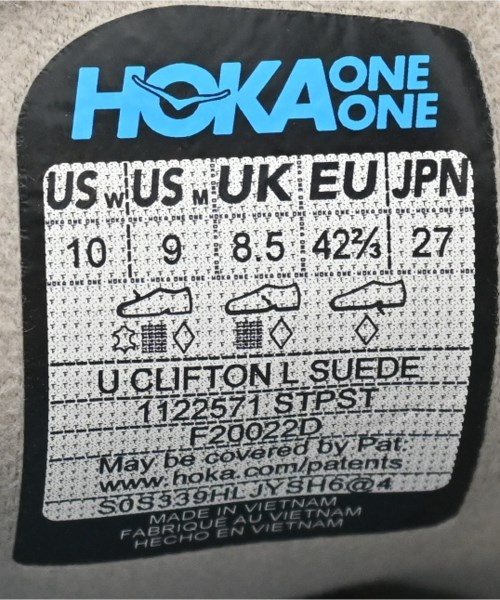 HOKA ONE ONE
US W US M UK EU JPN
10 9 8.5 42⅔ 27
U CLIFTON L SUEDE
1122571 STPST
F20022D
May be covered by Pat:
www.hoka.com/patents
S0S339HL JYSH6@4
MADE IN VIETNAM
FABRIQUÉ AU VIETNAM
HECHO EN VIETNAM